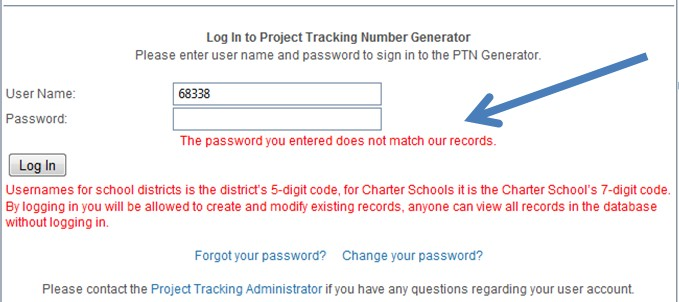 Log In to Project Tracking Number Generator
Please enter user name and password to sign in to the PTN Generator.
User Name: 68338
Password:
The password you entered does not match our records.
Log In
Usernames for school districts is the district's 5-digit code, for Charter Schools it is the Charter School's 7-digit code.
By logging in you will be allowed to create and modify existing records, anyone can view all records in the database
without logging in.
Forgot your password? Change your password?
Please contact the Project Tracking Administrator if you have any questions regarding your user account.